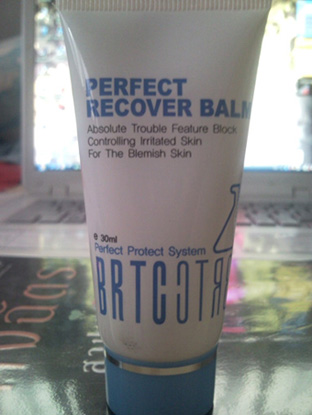 PERFECT
RECOVER BALM
Absolute Trouble Feature Block
Controlling Irritated Skin
For The Blemish Skin
e 30ml
Perfect Protect System
BRTC